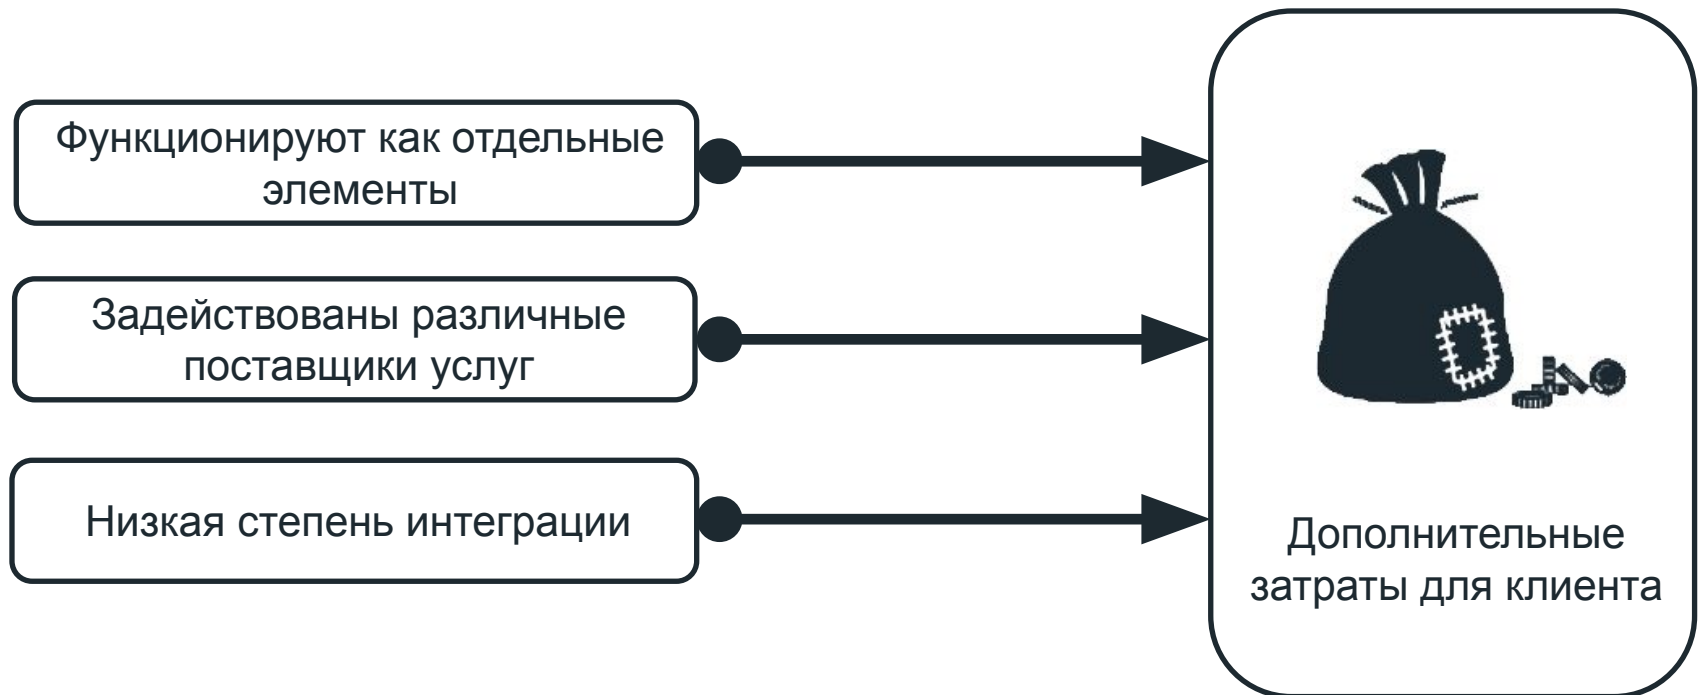 Функционируют как отдельные
элементы
Задействованы различные
поставщики услуг
Низкая степень интеграции
Дополнительные
затраты для клиента